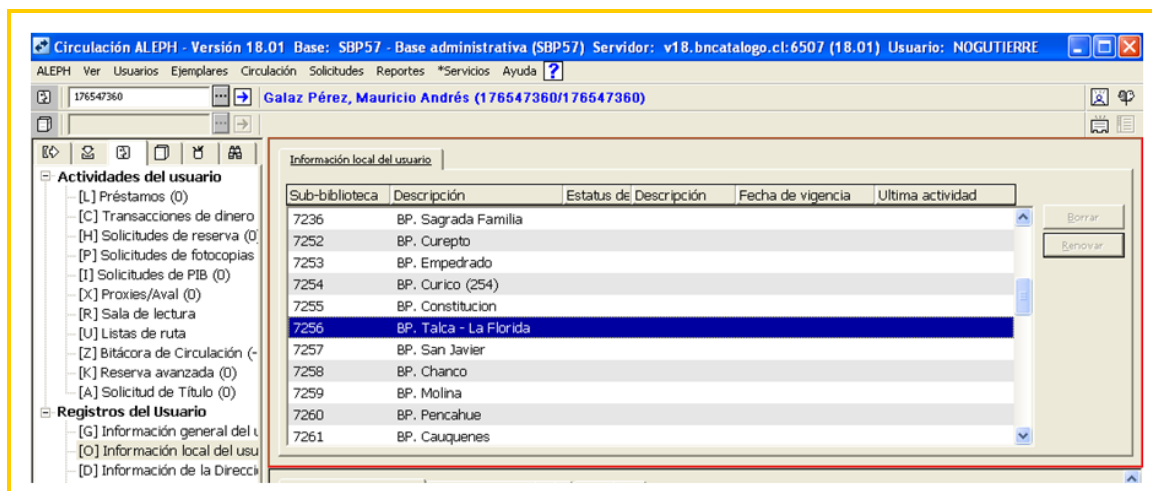 Circulación ALEPH - Versión 18.01 Base: SBP57 - Base administrativa (SBP57) Servidor: v18.bncatalogo.cl:6507 (18.01) Usuario: NOGUTIERRE
ALEPH Ver Usuarios Ejemplares Circulación Solicitudes Reportes *Servicios Ayuda ?
176547360 ... Galaz Pérez, Mauricio Andrés (176547360/176547360)
...
Actividades del usuario
[L] Préstamos (0)
[C] Transacciones de dinero
[H] Solicitudes de reserva (0
[P] Solicitudes de fotocopias
[I] Solicitudes de PIB (0)
[X] Proxies/Aval (0)
[R] Sala de lectura
[U] Listas de ruta
[Z] Bitácora de Circulación (-
[K] Reserva avanzada (0)
[A] Solicitud de Título (0)
Registros del Usuario
[G] Información general del u
[O] Información local del usu
[D] Información de la Direcci
Información local del usuario
Sub-biblioteca Descripción Estatus de Descripción Fecha de vigencia Ultima actividad
7236 BP. Sagrada Familia
7252 BP. Curepto
7253 BP. Empedrado
7254 BP. Curico (254)
7255 BP. Constitucion
7256 BP. Talca - La Florida
7257 BP. San Javier
7258 BP. Chanco
7259 BP. Molina
7260 BP. Pencahue
7261 BP. Cauquenes
Borrar
Renovar